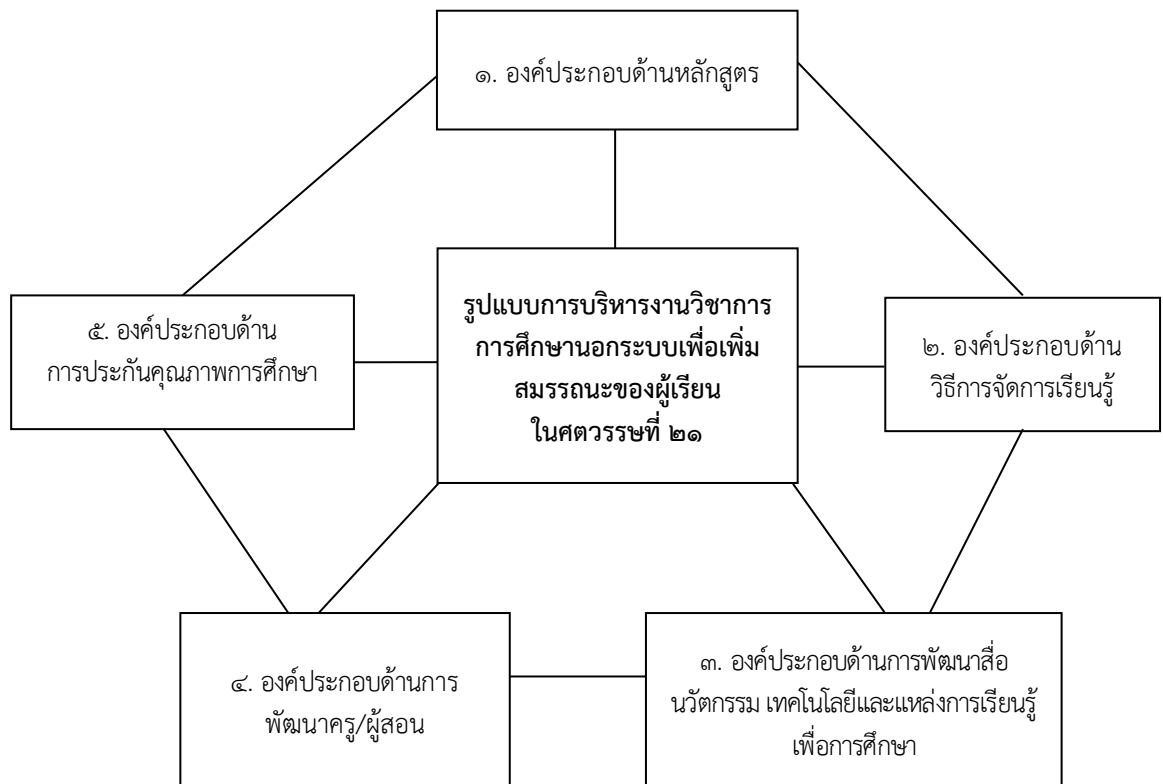 ๑. องค์ประกอบด้านหลักสูตร
รูปแบบการบริหารงานวิชาการ
การศึกษานอกระบบเพื่อเพิ่ม
สมรรถนะของผู้เรียน
ในศตวรรษที่ ๒๑
๕. องค์ประกอบด้าน
การประกันคุณภาพการศึกษา
๒. องค์ประกอบด้าน
วิธีการจัดการเรียนรู้
๔. องค์ประกอบด้านการ
พัฒนาครู/ผู้สอน
๓. องค์ประกอบด้านการพัฒนาสื่อ
นวัตกรรม เทคโนโลยีและแหล่งการเรียนรู้
เพื่อการศึกษา